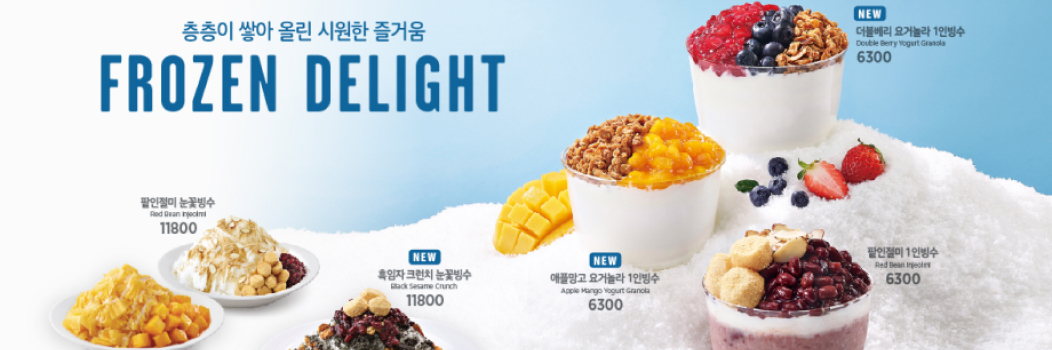 층층이 쌓아 올린 시원한 즐거움
FROZEN DELIGHT
NEW
더블베리 요거놀라 1인빙수
Double Berry Yogurt Granola
6300
팥인절미 눈꽃빙수
Red Bean Injeolmi
11800
NEW
흑임자 크런치 눈꽃빙수
Black Sesame Crunch
11800
NEW
애플망고 요거놀라 1인빙수
Apple Mango Yogurt Granola
6300
팥인절미 1인빙수
Red Bean Injeolmi
6300